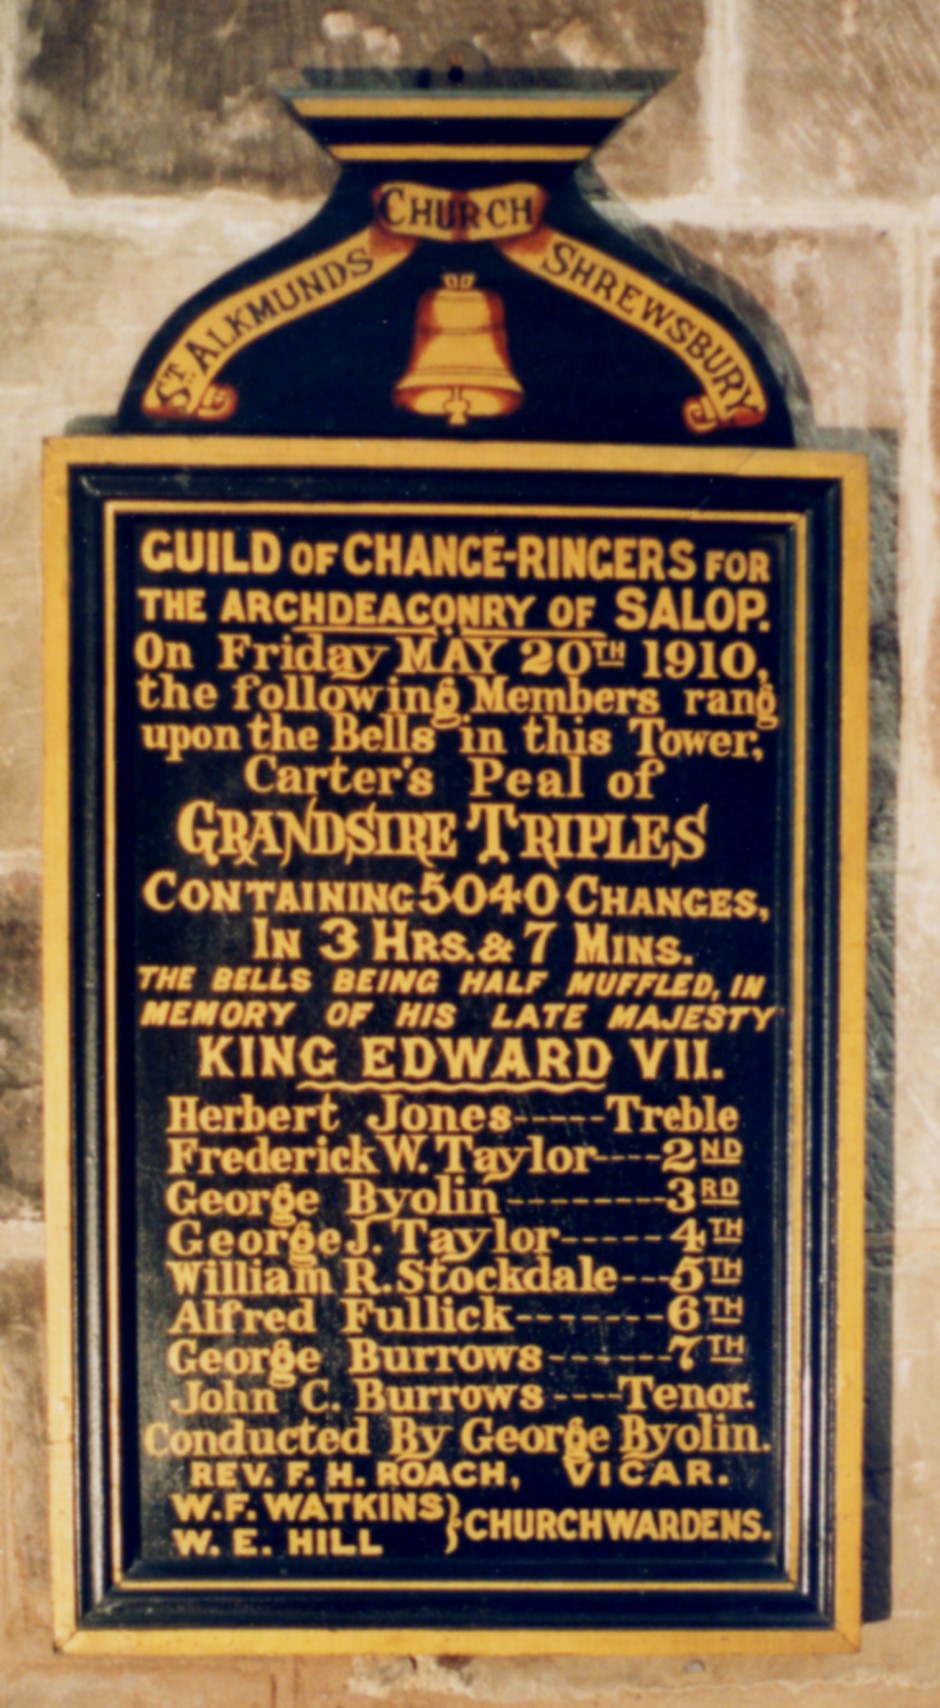 ST. ALKMUNDS CHURCH SHREWSBURY
GUILD OF CHANGE-RINGERS FOR
THE ARCHDEACONRY OF SALOP.
On Friday MAY 20TH 1910,
the following Members rang
upon the Bells in this Tower,
Carter's Peal of
GRANDSIRE TRIPLES
CONTAINING 5040 CHANGES,
IN 3 HRS. & 7 MINS.
THE BELLS BEING HALF MUFFLED, IN
MEMORY OF HIS LATE MAJESTY
KING EDWARD VII.
Herbert Jones-----Treble
Frederick W. Taylor----2ND
George Byolin---------3RD
George J. Taylor------4TH
William R. Stockdale---5TH
Alfred Fullick--------6TH
George Burrows-------7TH
John C. Burrows----Tenor.
Conducted By George Byolin.
REV. F. H. ROACH, VICAR.
W. F. WATKINS}
W. E. HILL }CHURCHWARDENS.